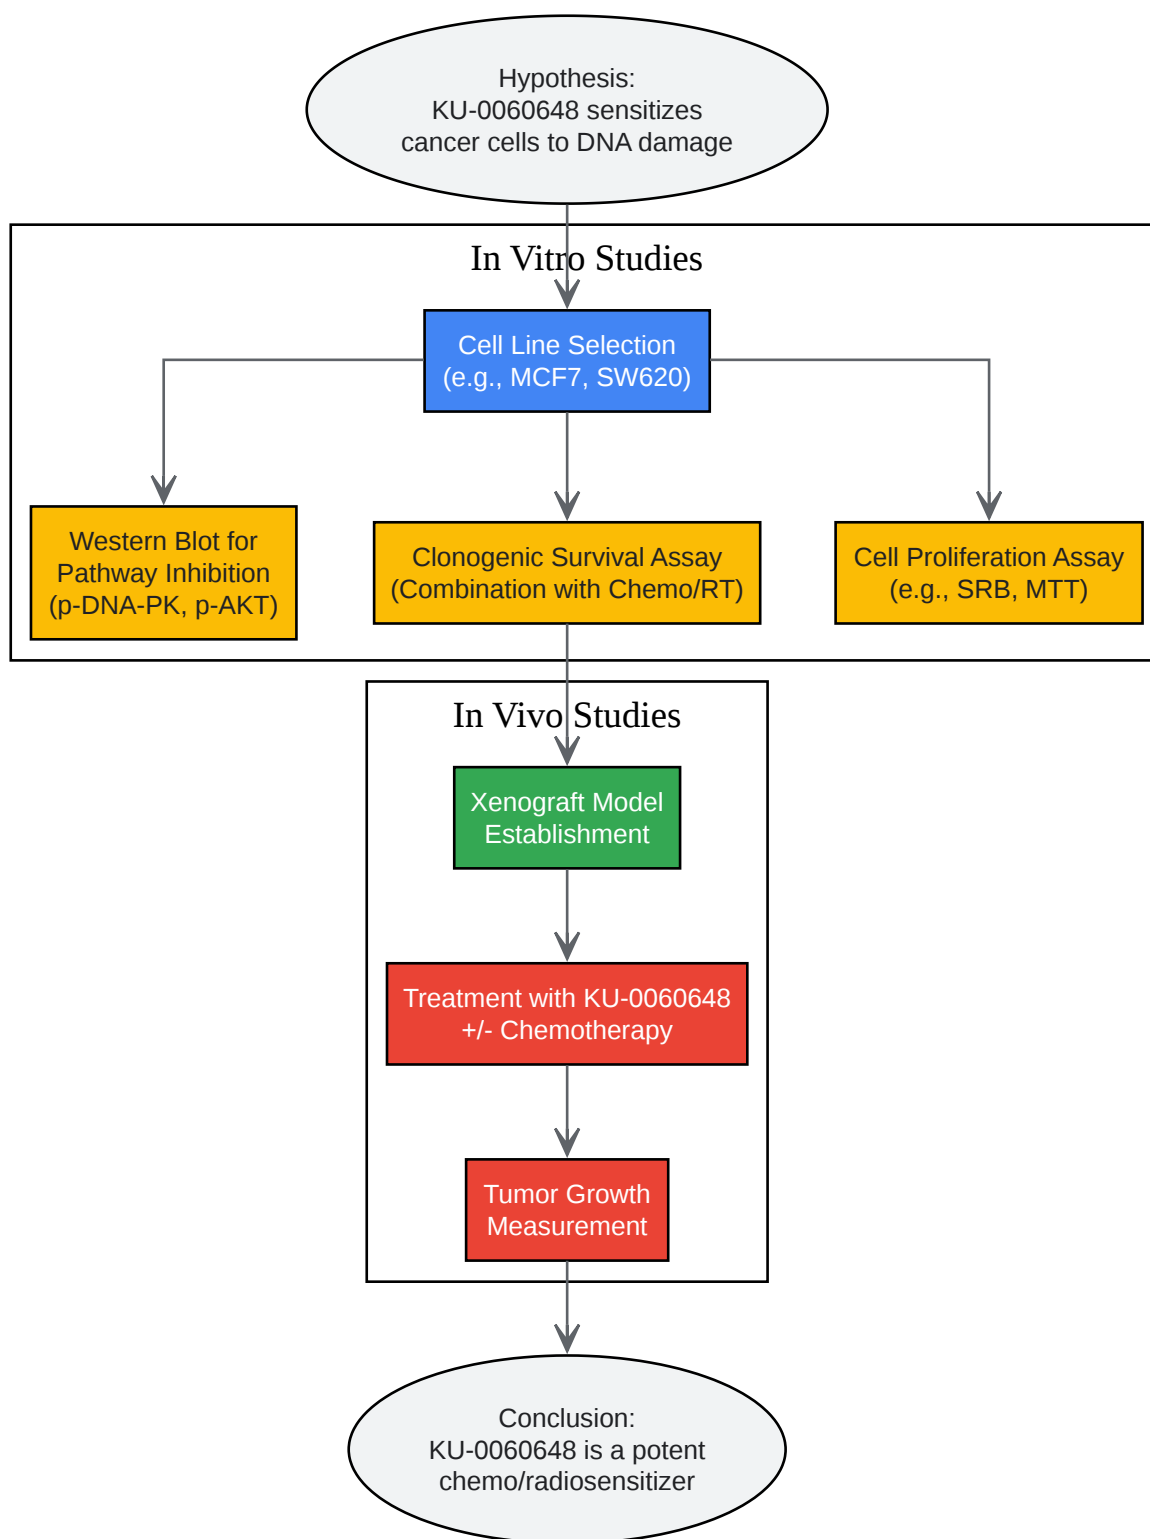 Hypothesis:
KU-0060648 sensitizes
cancer cells to DNA damage
In Vitro Studies
Cell Line Selection
(e.g., MCF7, SW620)
Western Blot for
Pathway Inhibition
(p-DNA-PK, p-AKT)
Clonogenic Survival Assay
(Combination with Chemo/RT)
Cell Proliferation Assay
(e.g., SRB, MTT)
In Vivo Studies
Xenograft Model
Establishment
Treatment with KU-0060648
+/- Chemotherapy
Tumor Growth
Measurement
Conclusion:
KU-0060648 is a potent
chemo/radiosensitizer